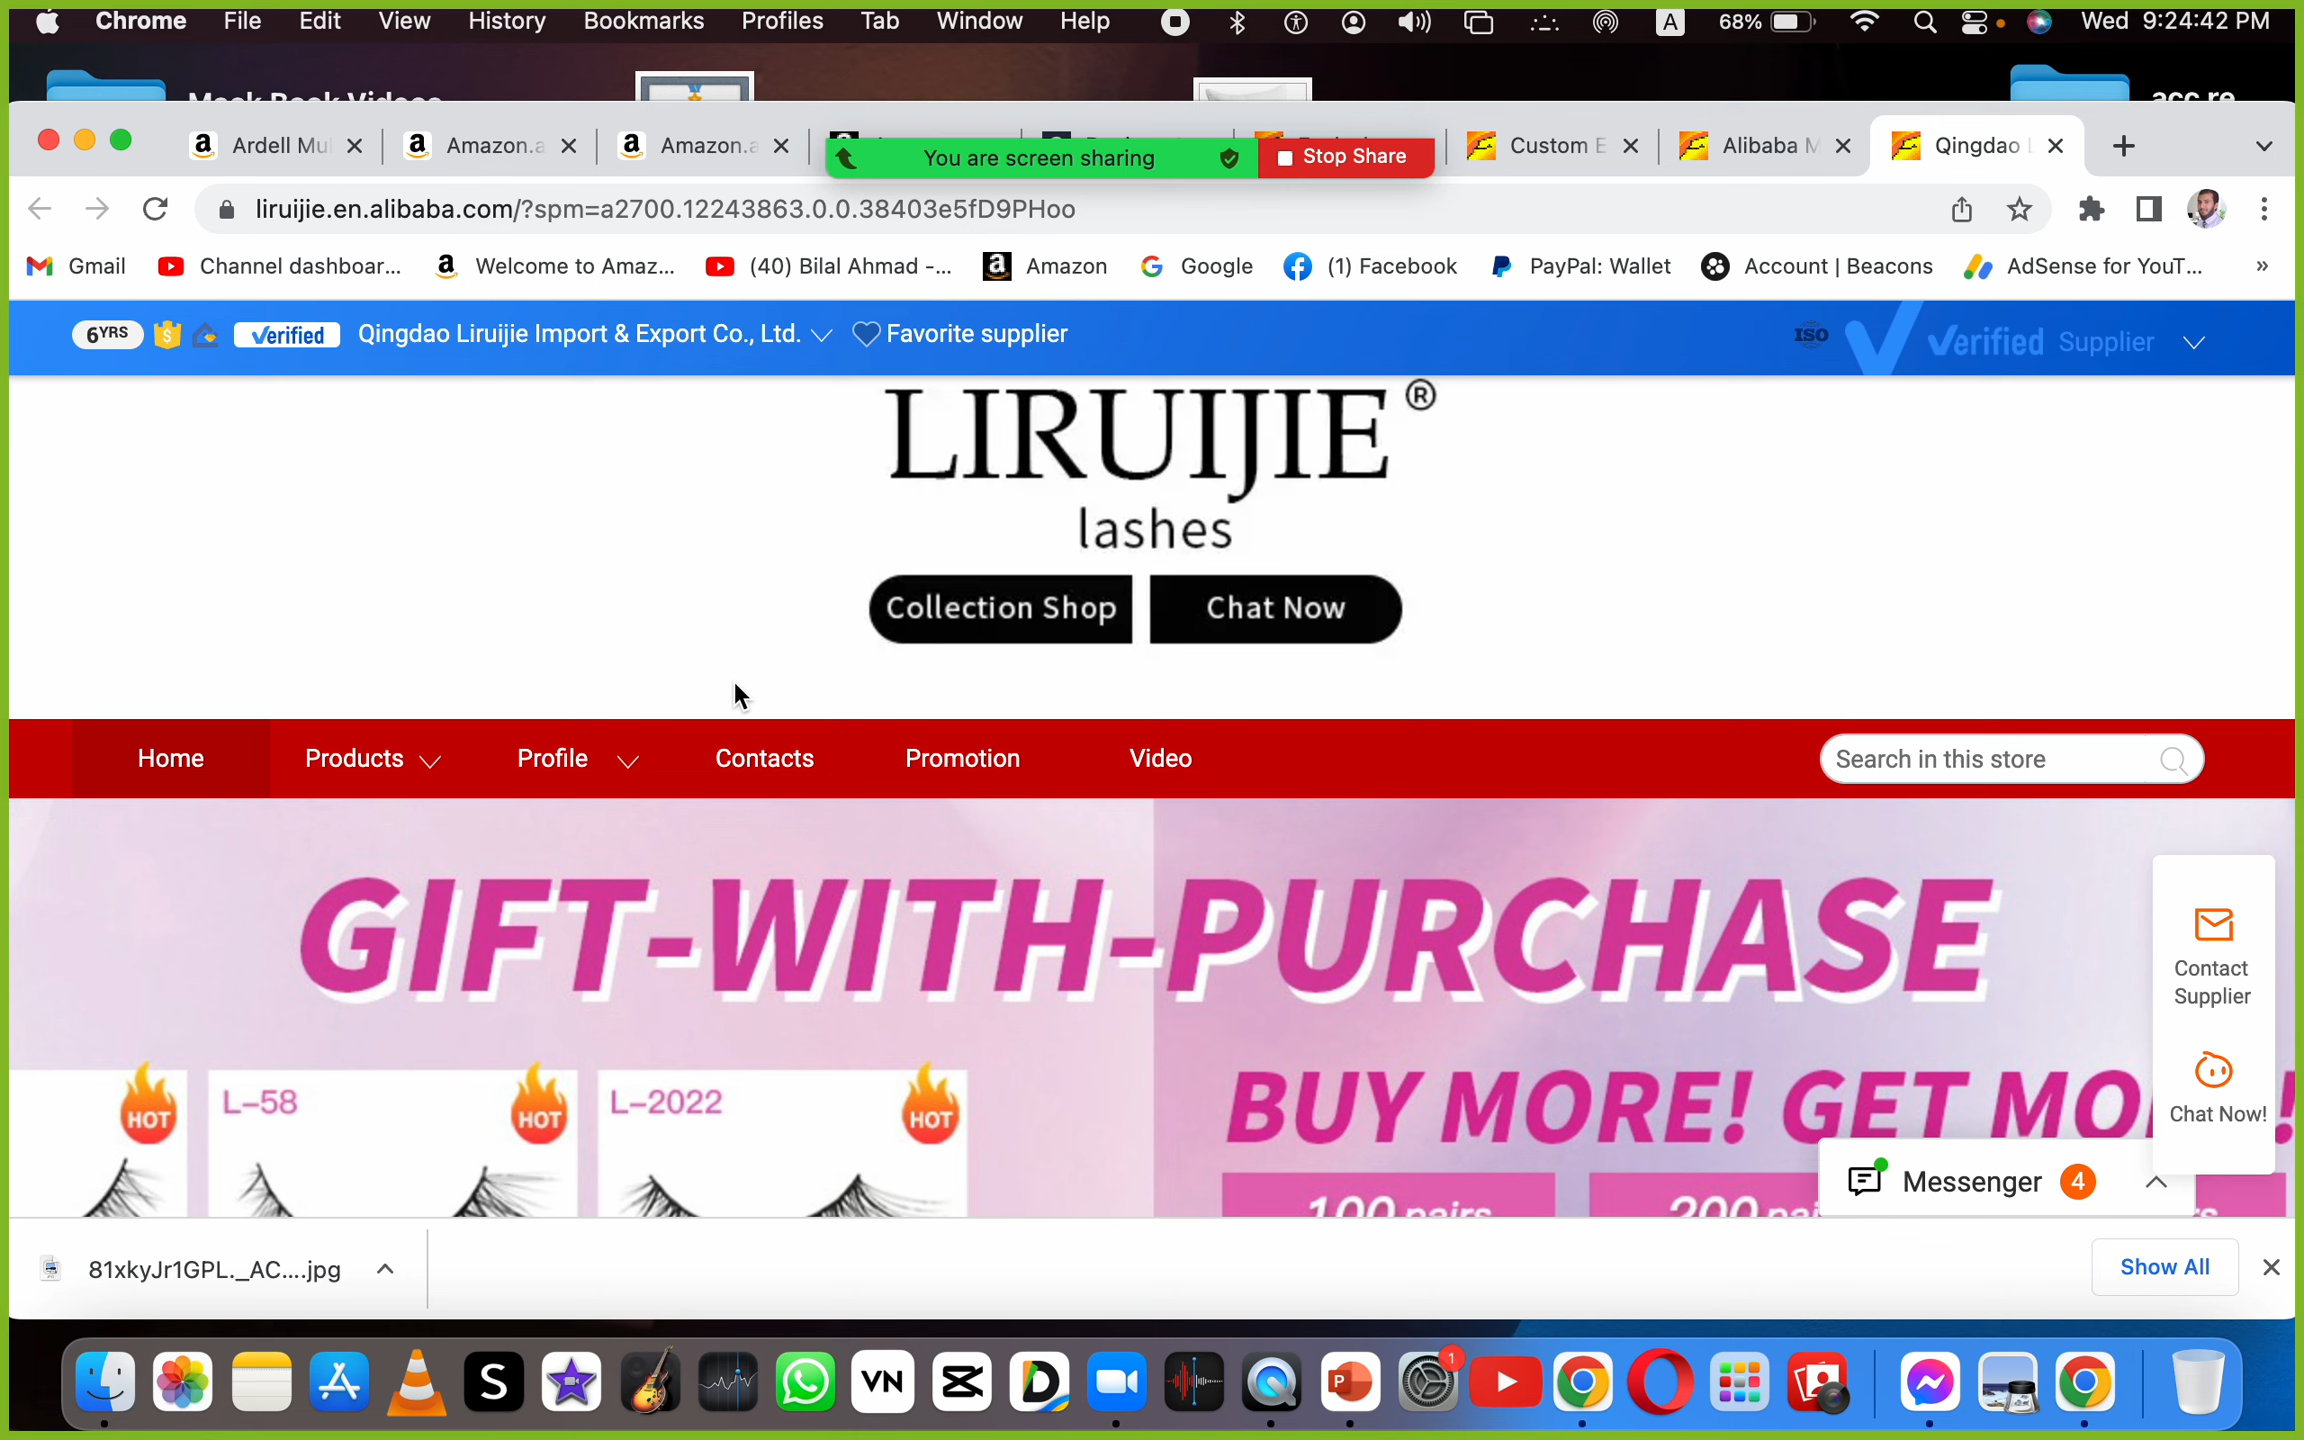 Chrome File Edit View History Bookmarks Profiles Tab Window Help A 68% Wed 9:24:42 PM
Ardell Mu Amazon.a Amazon.a Custom E Alibaba M Qingdao
You are screen sharing Stop Share
liruijie.en.alibaba.com/?spm=a2700.12243863.0.0.38403e5fD9PHoo
Gmail Channel dashboar... Welcome to Amaz... (40) Bilal Ahmad -... Amazon Google (1) Facebook PayPal: Wallet Account | Beacons AdSense for YouT... »
6YRS Verified Qingdao Liruijie Import & Export Co., Ltd. Favorite supplier ISO Verified Supplier
LIRUIJIE®
lashes
Collection Shop Chat Now
Home Products Profile Contacts Promotion Video Search in this store
GIFT-WITH-PURCHASE
Contact
Supplier
L-58 L-2022
HOT HOT HOT
BUY MORE! GET MO
Chat Now!
Messenger 4
100 pairs 200 pai
81xkyJr1GPL._AC....jpg Show All
S VN P 1